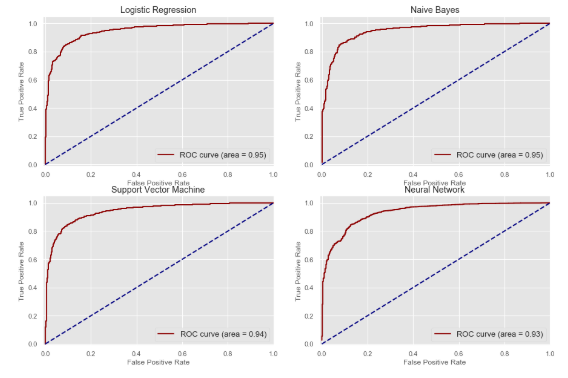 Logistic Regression
1.0
0.8
0.6
0.4
0.2
0.0
True Positive Rate
ROC curve (area = 0.95)
0.0 0.2 0.4 0.6 0.8 1.0
False Positive Rate
Naive Bayes
1.0
0.8
0.6
0.4
0.2
0.0
True Positive Rate
ROC curve (area = 0.95)
0.0 0.2 0.4 0.6 0.8 1.0
False Positive Rate
Support Vector Machine
1.0
0.8
0.6
0.4
0.2
0.0
True Positive Rate
ROC curve (area = 0.94)
0.0 0.2 0.4 0.6 0.8 1.0
False Positive Rate
Neural Network
1.0
0.8
0.6
0.4
0.2
0.0
True Positive Rate
ROC curve (area = 0.93)
0.0 0.2 0.4 0.6 0.8 1.0
False Positive Rate